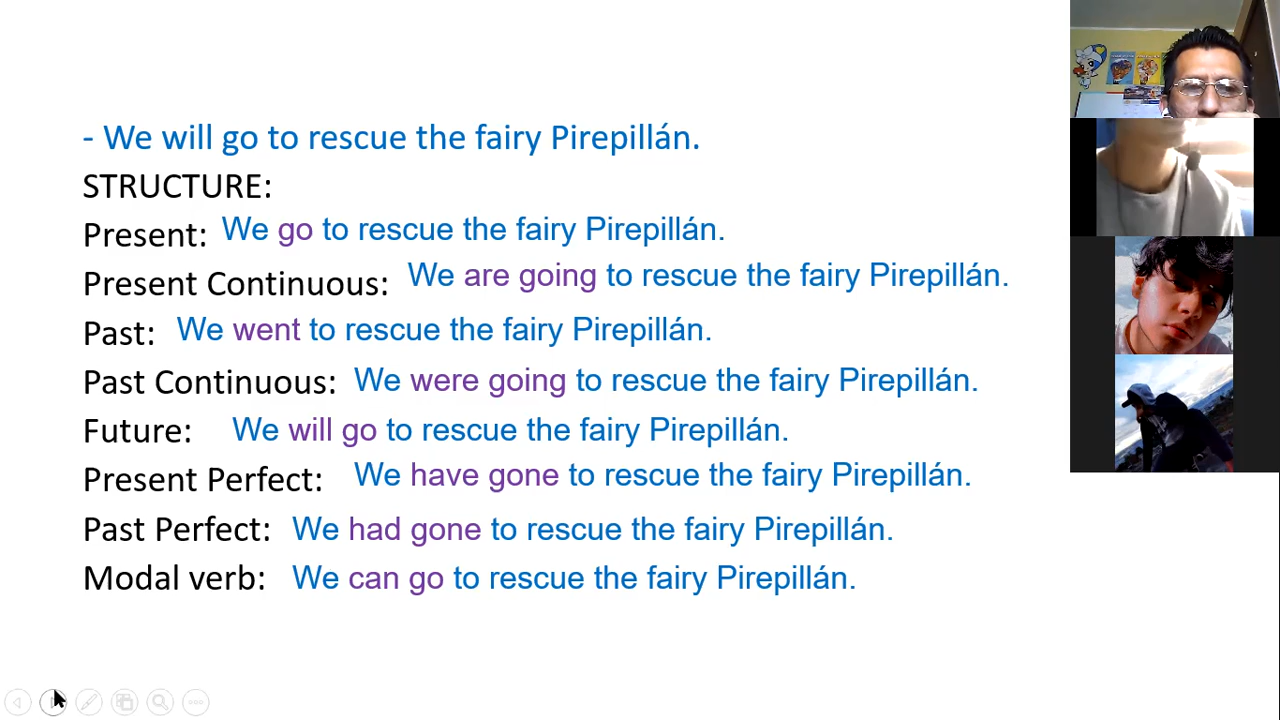 - We will go to rescue the fairy Pirepillán.
STRUCTURE:
Present: We go to rescue the fairy Pirepillán.
Present Continuous: We are going to rescue the fairy Pirepillán.
Past: We went to rescue the fairy Pirepillán.
Past Continuous: We were going to rescue the fairy Pirepillán.
Future: We will go to rescue the fairy Pirepillán.
Present Perfect: We have gone to rescue the fairy Pirepillán.
Past Perfect: We had gone to rescue the fairy Pirepillán.
Modal verb: We can go to rescue the fairy Pirepillán.